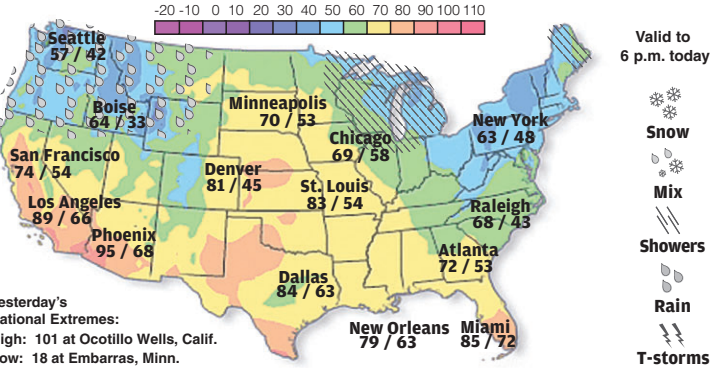 -20 -10 0 10 20 30 40 50 60 70 80 90 100 110
Valid to
6 p.m. today
Snow
Mix
Showers
Rain
T-storms
Seattle
57 / 42
Boise
64 / 33
Minneapolis
70 / 53
New York
63 / 48
Chicago
69 / 58
San Francisco
74 / 54
Denver
81 / 45
St. Louis
83 / 54
Los Angeles
89 / 66
Raleigh
68 / 43
Phoenix
95 / 68
Atlanta
72 / 53
Dallas
84 / 63
New Orleans
79 / 63
Miami
85 / 72
esterday's
ational Extremes:
igh: 101 at Ocotillo Wells, Calif.
ow: 18 at Embarras, Minn.